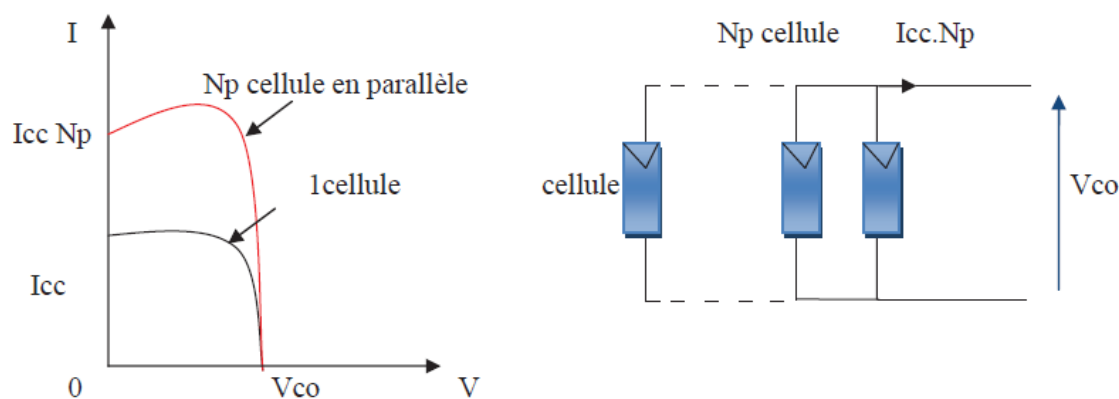 I
Np cellule en parallèle
Icc Np
1cellule
Icc
0
Vco
V
Np cellule
Icc.Np
cellule
Vco